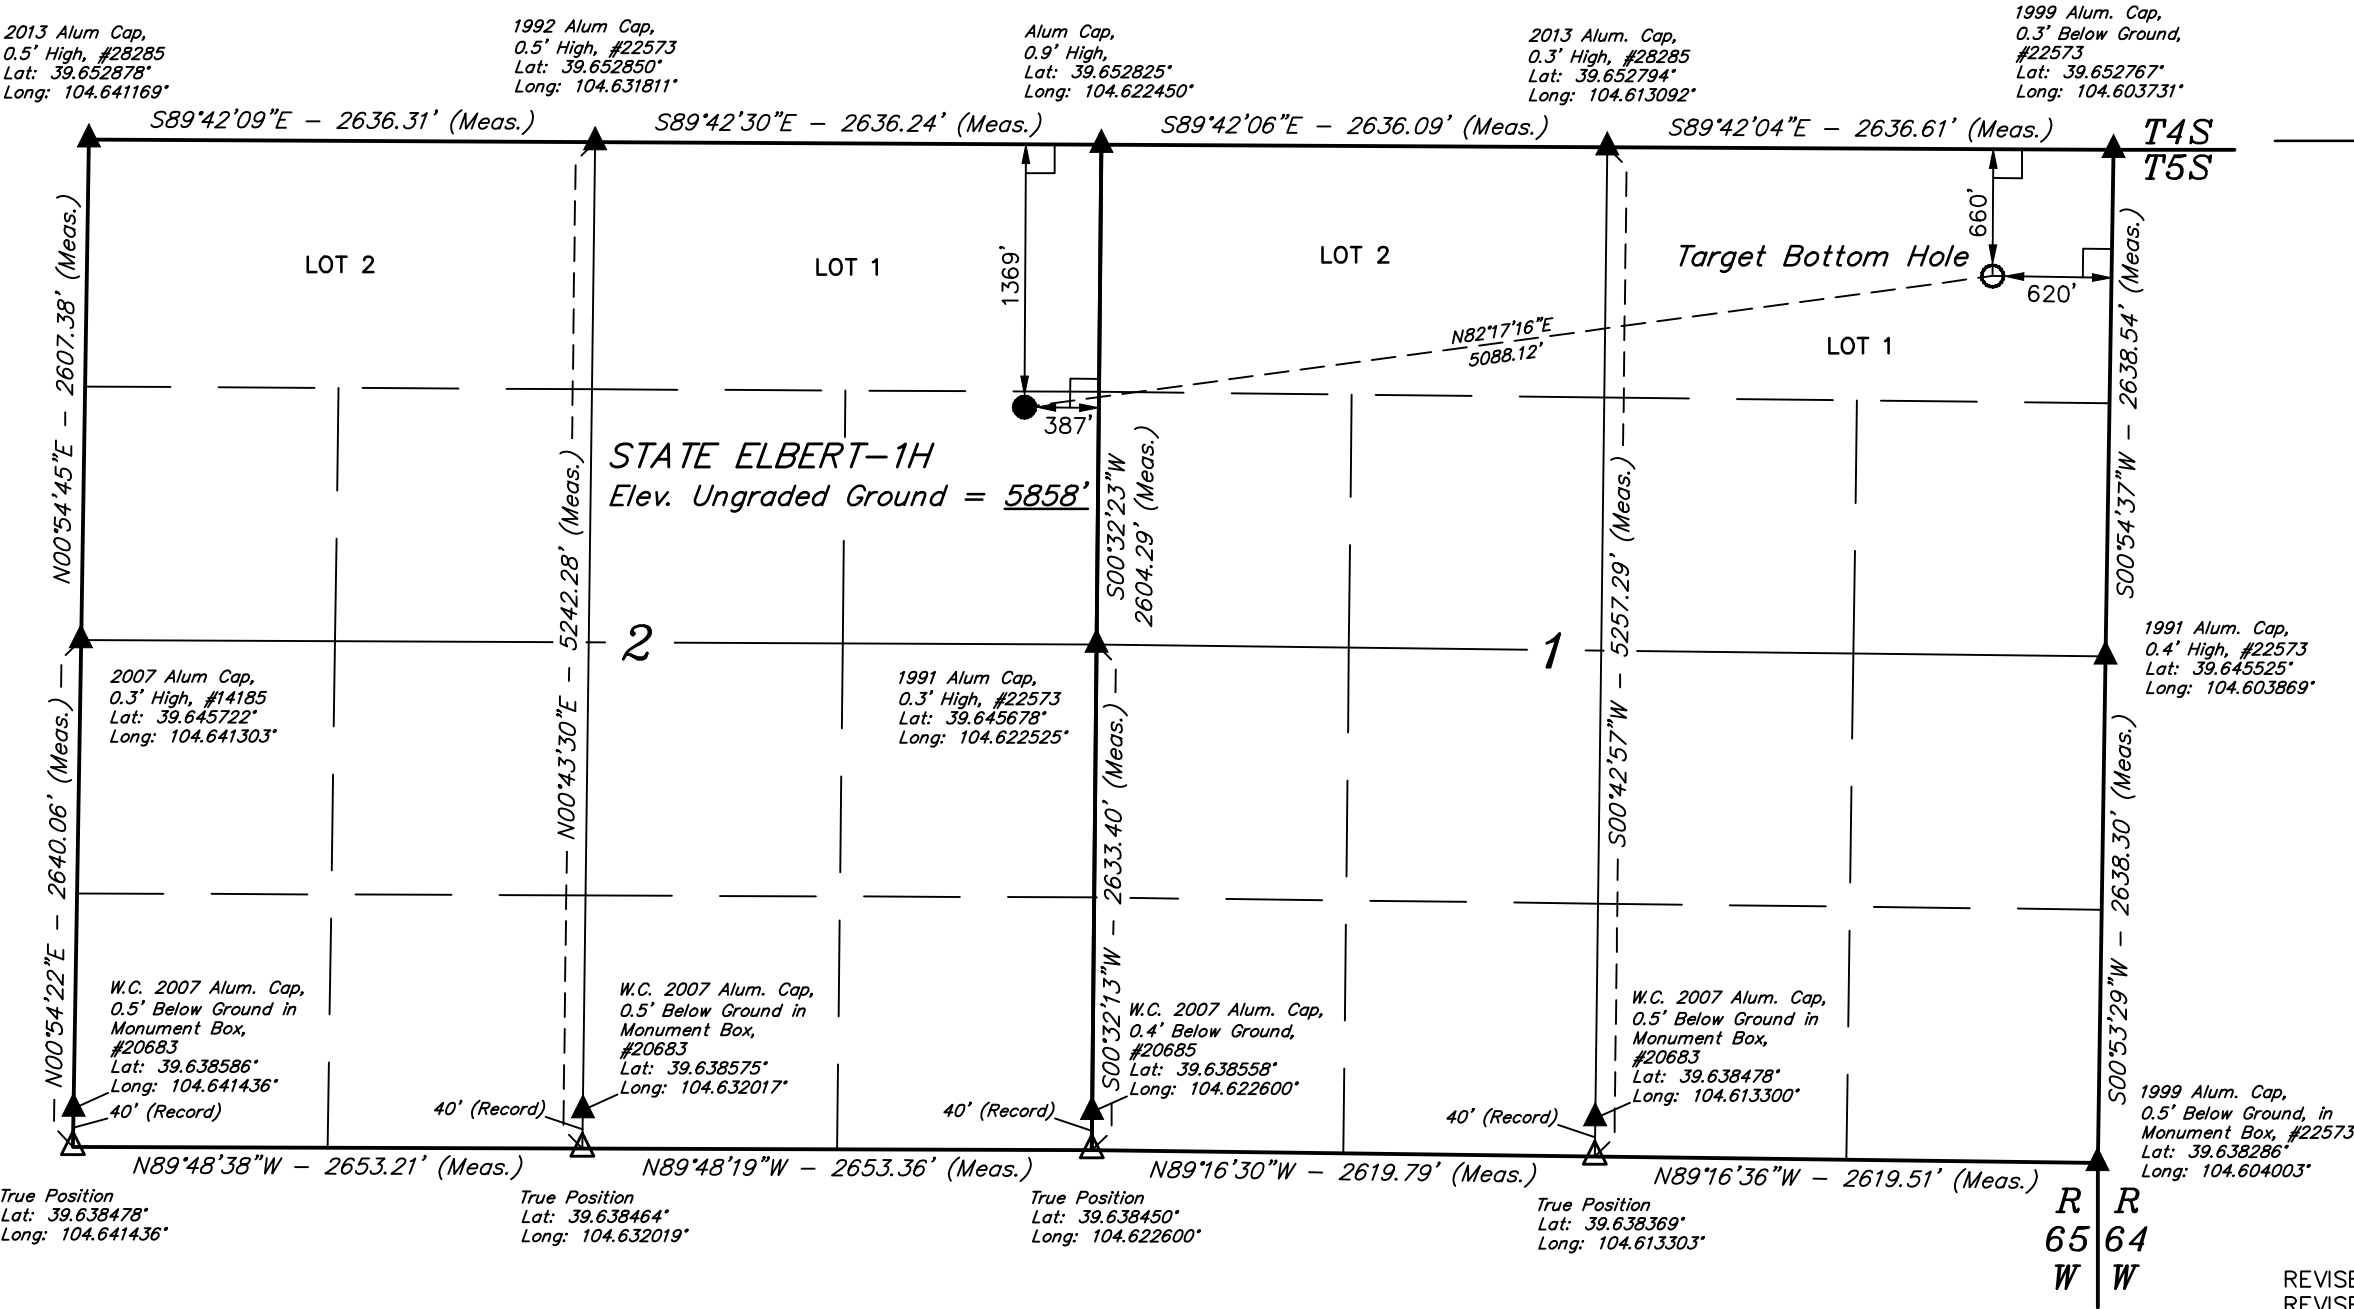 2013 Alum Cap,
0.5' High, #28285
Lat: 39.652878°
Long: 104.641169°
1992 Alum Cap,
0.5' High, #22573
Lat: 39.652850°
Long: 104.631811°
Alum Cap,
0.9' High,
Lat: 39.652825°
Long: 104.622450°
2013 Alum. Cap,
0.3' High, #28285
Lat: 39.652794°
Long: 104.613092°
1999 Alum. Cap,
0.3' Below Ground,
#22573
Lat: 39.652767°
Long: 104.603731°
S89°42'09"E – 2636.31' (Meas.)
S89°42'30"E – 2636.24' (Meas.)
S89°42'06"E – 2636.09' (Meas.)
S89°42'04"E – 2636.61' (Meas.)
T4S
T5S
LOT 2
LOT 1
LOT 2
LOT 1
1369'
387'
660'
620'
Target Bottom Hole
N82°17'16"E
5088.12'
STATE ELBERT–1H
Elev. Ungraded Ground = 5858'
N00°54'45"E – 2607.38' (Meas.)
N00°43'30"E – 5242.28' (Meas.)
S00°32'23"W
2604.29' (Meas.)
S00°42'57"W – 5257.29' (Meas.)
S00°54'37"W – 2638.54' (Meas.)
2
1
2007 Alum Cap,
0.3' High, #14185
Lat: 39.645722°
Long: 104.641303°
1991 Alum Cap,
0.3' High, #22573
Lat: 39.645678°
Long: 104.622525°
1991 Alum. Cap,
0.4' High, #22573
Lat: 39.645525°
Long: 104.603869°
N00°54'22"E – 2640.06' (Meas.)
S00°32'13"W – 2633.40' (Meas.)
S00°53'29"W – 2638.30' (Meas.)
W.C. 2007 Alum. Cap,
0.5' Below Ground in
Monument Box,
#20683
Lat: 39.638586°
Long: 104.641436°
40' (Record)
W.C. 2007 Alum. Cap,
0.5' Below Ground in
Monument Box,
#20683
Lat: 39.638575°
Long: 104.632017°
40' (Record)
W.C. 2007 Alum. Cap,
0.4' Below Ground,
#20685
Lat: 39.638558°
Long: 104.622600°
40' (Record)
W.C. 2007 Alum. Cap,
0.5' Below Ground in
Monument Box,
#20683
Lat: 39.638478°
Long: 104.613300°
40' (Record)
1999 Alum. Cap,
0.5' Below Ground, in
Monument Box, #22573
Lat: 39.638286°
Long: 104.604003°
N89°48'38"W – 2653.21' (Meas.)
N89°48'19"W – 2653.36' (Meas.)
N89°16'30"W – 2619.79' (Meas.)
N89°16'36"W – 2619.51' (Meas.)
True Position
Lat: 39.638478°
Long: 104.641436°
True Position
Lat: 39.638464°
Long: 104.632019°
True Position
Lat: 39.638450°
Long: 104.622600°
True Position
Lat: 39.638369°
Long: 104.613303°
R R
65 64
W W
REVISE
REVISE